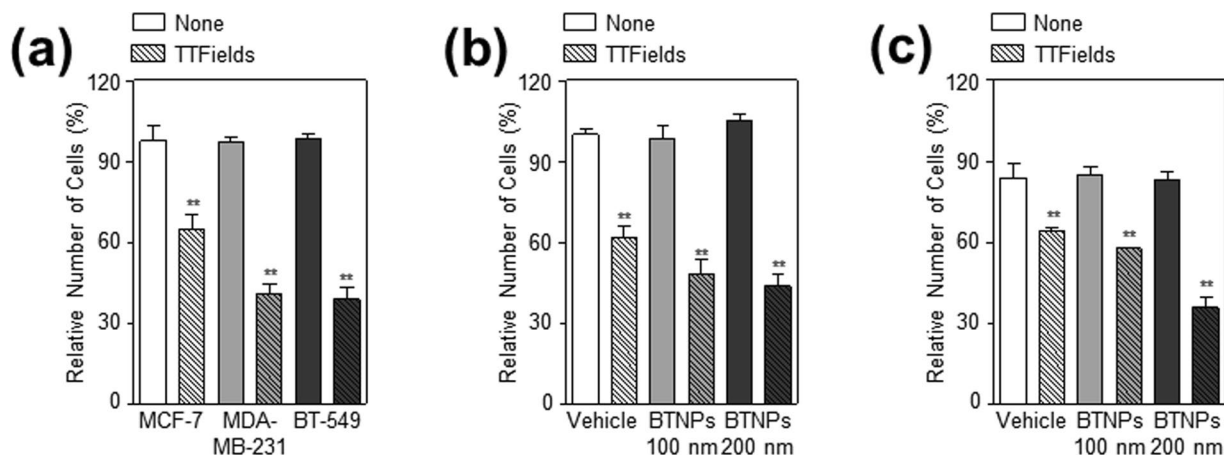 (a)
None
TTFields
Relative Number of Cells (%)
120
90
60
30
0
**
**
**
MCF-7 MDA- BT-549
MB-231
(b)
None
TTFields
Relative Number of Cells (%)
120
90
60
30
0
**
**
**
Vehicle BTNPs BTNPs
100 nm 200 nm
(c)
None
TTFields
Relative Number of Cells (%)
120
90
60
30
0
**
**
**
Vehicle BTNPs BTNPs
100 nm 200 nm